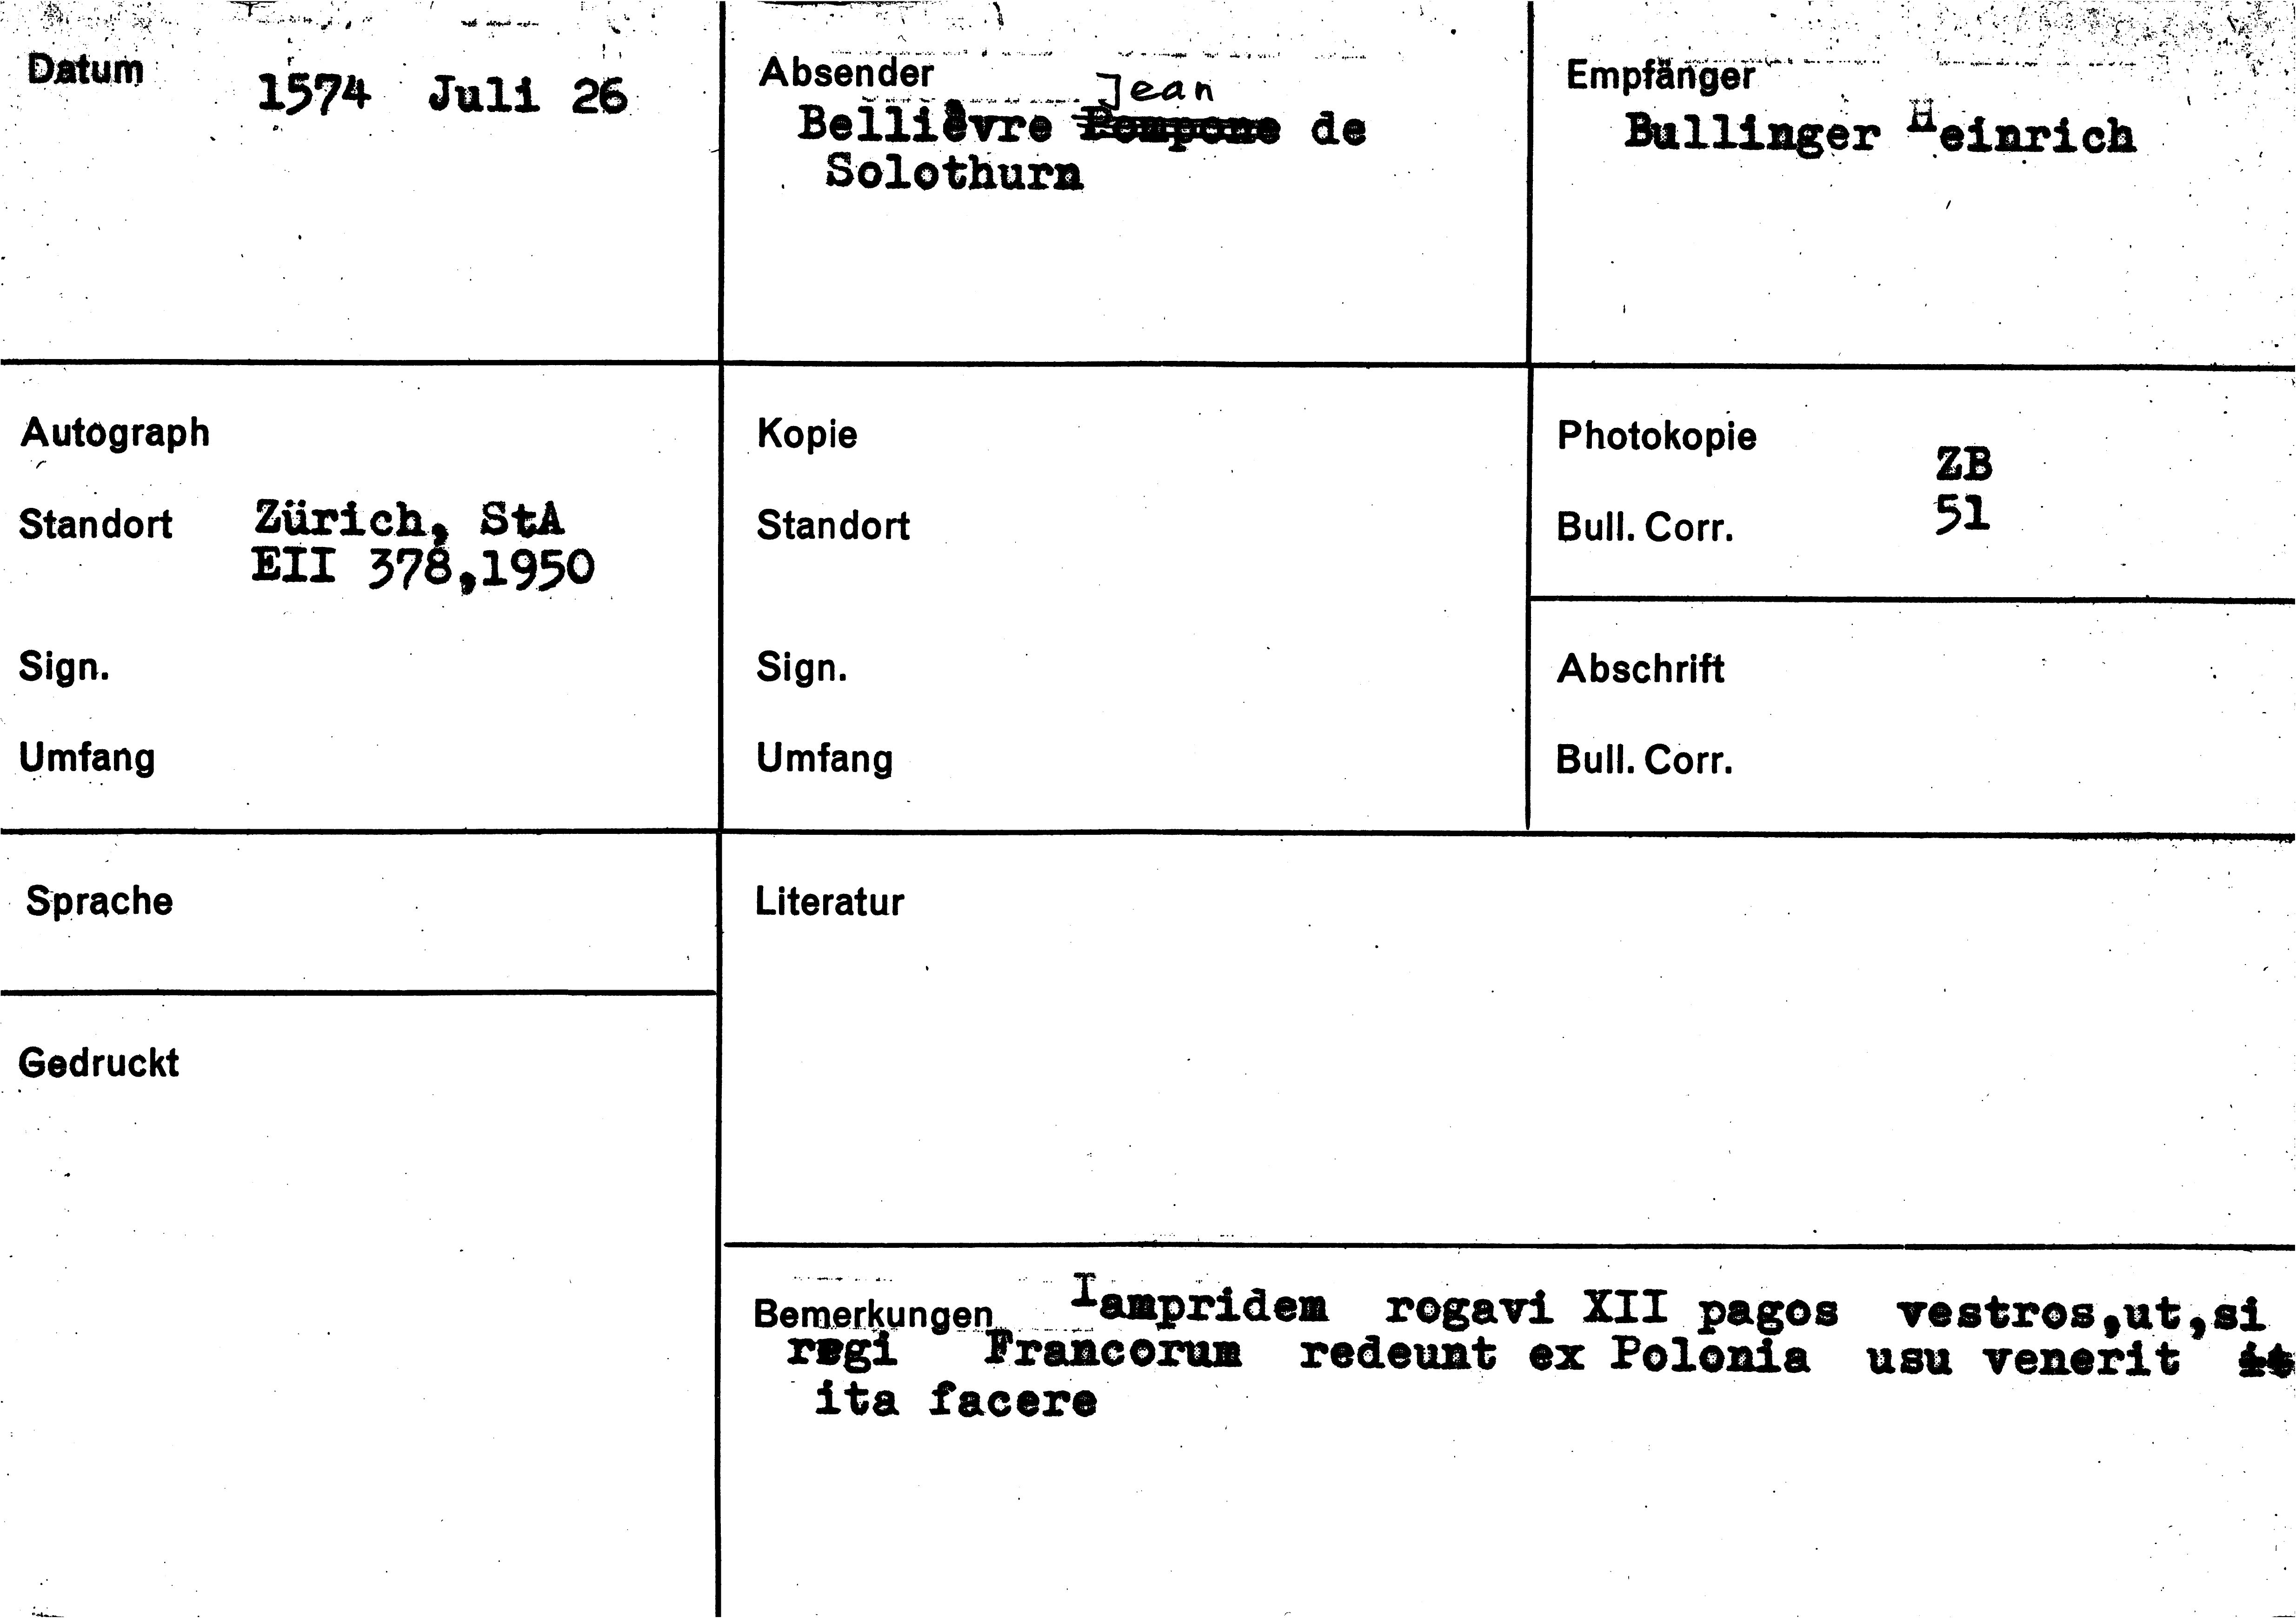 Datum 1574 Juli 26
Absender
Jean
Bellièvre Pompone de
Solothurn
Empfänger
Bullinger Heinrich
Autograph
Standort Zürich, StA
EII 378,1950
Sign.
Umfang
Kopie
Standort
Sign.
Umfang
Photokopie
ZB
Bull. Corr. 51
Abschrift
Bull. Corr.
Sprache
Gedruckt
Literatur
Bemerkungen Iampridem rogavi XII pagos vestros,ut,si
regi Francorum redeunt ex Polonia usu venerit it
ita facere